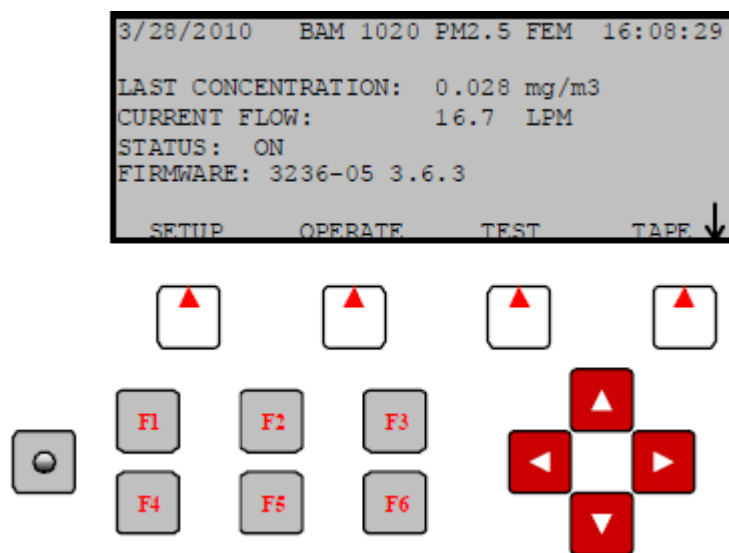 3/28/2010 BAM 1020 PM2.5 FEM 16:08:29
LAST CONCENTRATION: 0.028 mg/m3
CURRENT FLOW: 16.7 LPM
STATUS: ON
FIRMWARE: 3236-05 3.6.3
SETUP OPERATE TEST TAPE
F1 F2 F3
F4 F5 F6